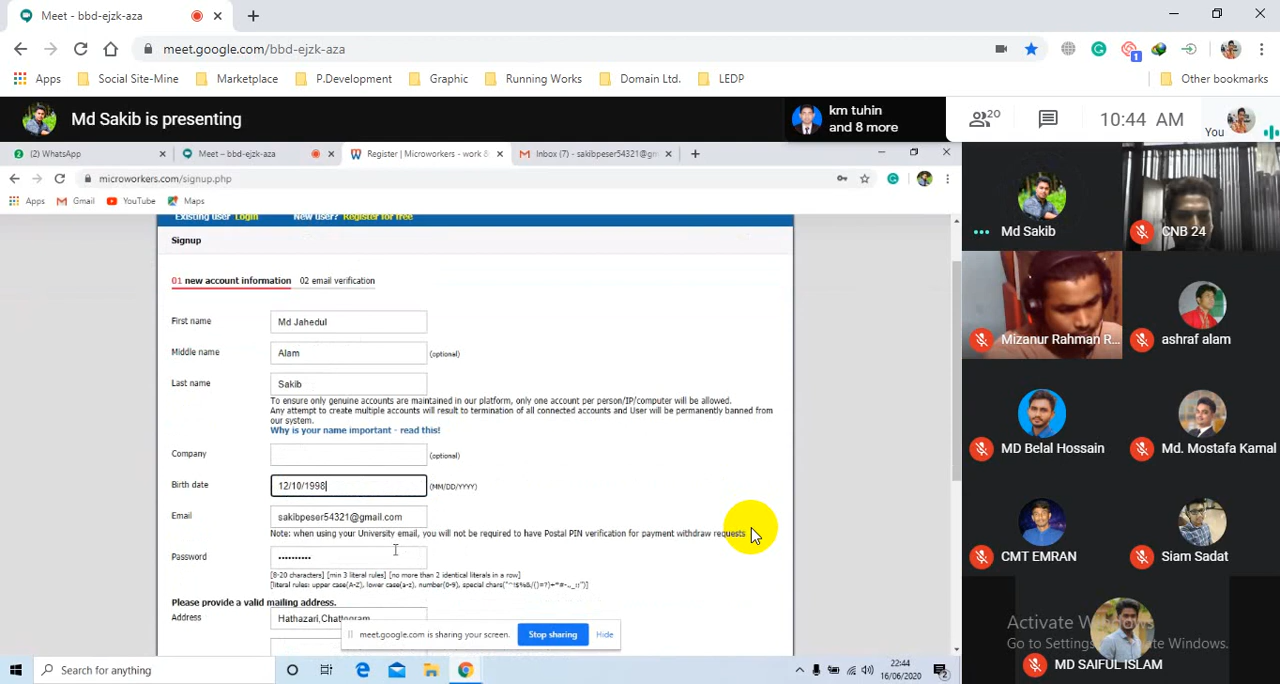 Meet - bbd-ejzk-aza
meet.google.com/bbd-ejzk-aza
1
Apps Social Site-Mine Marketplace P.Development Graphic Running Works Domain Ltd. LEDP Other bookmarks
Md Sakib is presenting
km tuhin
and 8 more
20
10:44 AM
You
(2) WhatsApp
Meet – bbd-ejzk-aza
Register | Microworkers - work &
Inbox (7) - sakibpeser54321@gm
microworkers.com/signup.php
Apps Gmail YouTube Maps
Existing user Login New user? Register for free
Signup
01 new account information 02 email verification
First name Md Jahedul
Middle name Alam (optional)
Last name Sakib
To ensure only genuine accounts are maintained in our platform, only one account per person/IP/computer will be allowed.
Any attempt to create multiple accounts will result to termination of all connected accounts and User will be permanently banned from
our system.
Why is your name important - read this!
Company (optional)
Birth date 12/10/1998 (MM/DD/YYYY)
Email sakibpeser54321@gmail.com
Note: when using your University email, you will not be required to have Postal PIN verification for payment withdraw requests
Password
[8-20 characters] [min 3 literal rules] [no more than 2 identical literals in a row]
Please provide a valid mailing address.
Address Hathazari,Chattogram
meet.google.com is sharing your screen. Stop sharing Hide
Md Sakib
CNB 24
Mizanur Rahman R...
ashraf alam
MD Belal Hossain
Md. Mostafa Kamal
CMT EMRAN
Siam Sadat
MD SAIFUL ISLAM
Search for anything
22:44
16/06/2020
2